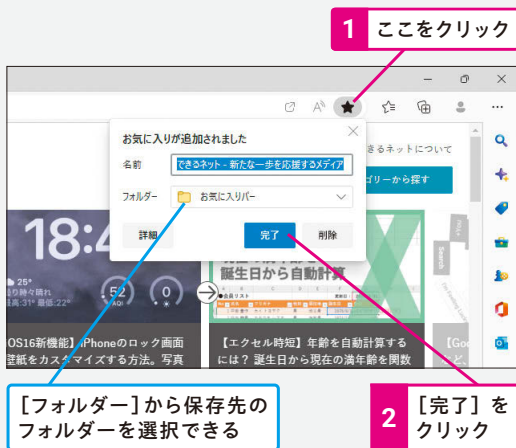 1 ここをクリック
お気に入りが追加されました
名前 できるネット - 新たな一歩を応援するメディア
フォルダー お気に入りバー
詳細 完了 削除
きるネットについて
ゴリーから探す
18:
25°
最高:31° 最低:22°
52
AQI
0
誕生日から自動計算
会員リスト
OS16新機能】iPhoneのロック画面
壁紙をカスタマイズする方法。写真
【エクセル時短】年齢を自動計算する
には？ 誕生日から現在の満年齢を関数
【Goo
Search
［フォルダー］から保存先の
フォルダーを選択できる
2 ［完了］を
クリック